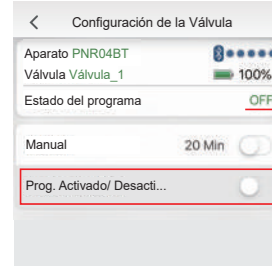 Configuración de la Válvula
Aparato PNR04BT
Válvula Válvula_1 100%
Estado del programa OFF
Manual 20 Min
Prog. Activado/ Desacti...